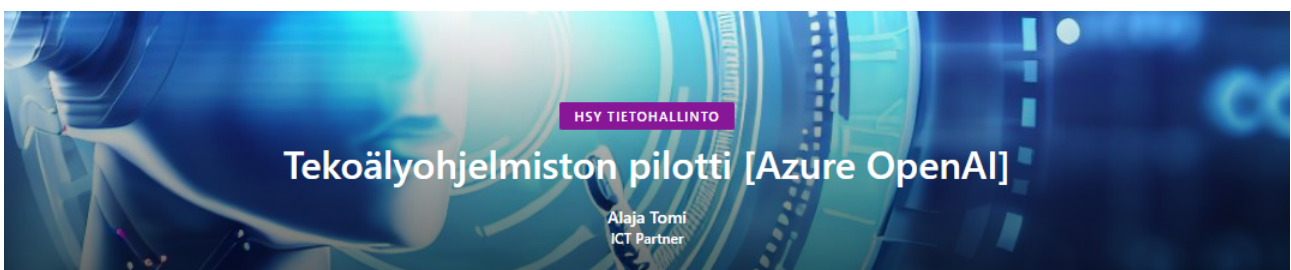 HSY TIETOHALLINTO
Tekoälyohjelmiston pilotti [Azure OpenAI]
Alaja Tomi
ICT Partner